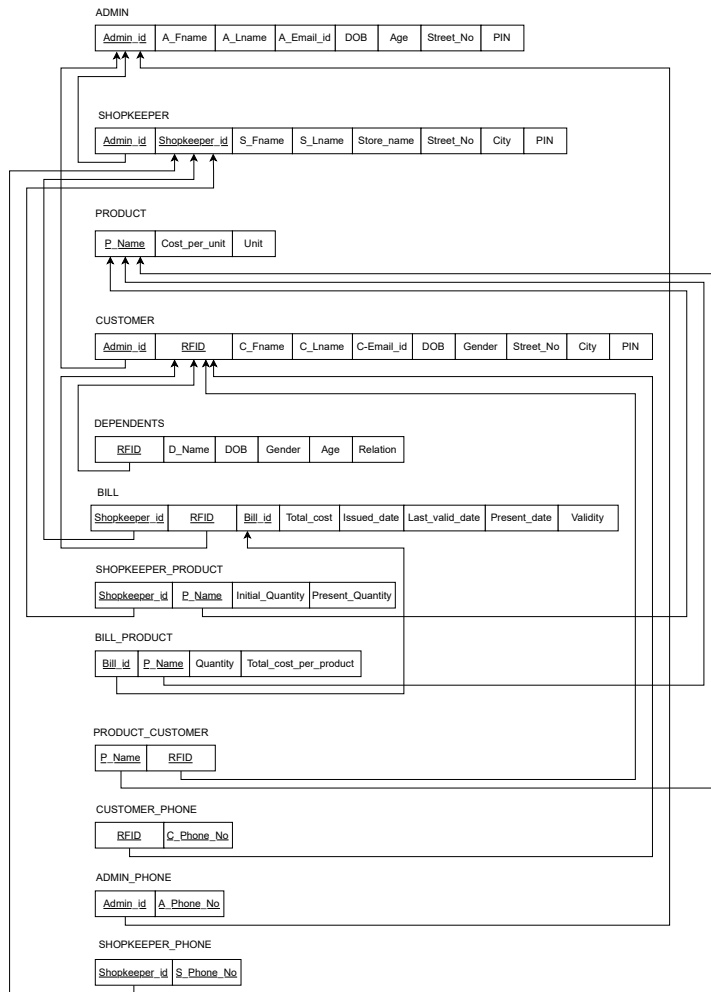 ADMIN
Admin_id A_Fname A_Lname A_Email_id DOB Age Street_No PIN
SHOPKEEPER
Admin_id Shopkeeper_id S_Fname S_Lname Store_name Street_No City PIN
PRODUCT
P_Name Cost_per_unit Unit
CUSTOMER
Admin_id RFID C_Fname C_Lname C-Email_id DOB Gender Street_No City PIN
DEPENDENTS
RFID D_Name DOB Gender Age Relation
BILL
Shopkeeper_id RFID Bill_id Total_cost Issued_date Last_valid_date Present_date Validity
SHOPKEEPER_PRODUCT
Shopkeeper_id P_Name Initial_Quantity Present_Quantity
BILL_PRODUCT
Bill_id P_Name Quantity Total_cost_per_product
PRODUCT_CUSTOMER
P_Name RFID
CUSTOMER_PHONE
RFID C_Phone_No
ADMIN_PHONE
Admin_id A_Phone_No
SHOPKEEPER_PHONE
Shopkeeper_id S_Phone_No